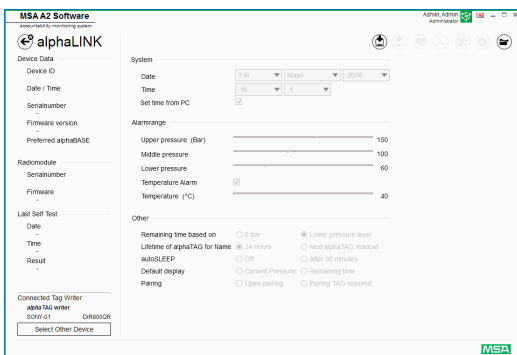 MSA A2 Software
accountability monitoring system
Admin, Admin
Administrator
alphaLINK
Device Data
Device ID
Date / Time
Serialnumber
-
Firmware version
-
Preferred alphaBASE
Radiomodule
Serialnumber
Firmware
-
Last Self Test
Date
-
Time
-
Result
-
Connected Tag Writer:
alpha TAG writer
SONY-01 DIR800QR
Select Other Device
System
Date 3 M Mayo 2016
Time 16 1
Set time from PC
Alarmrange
Upper pressure (Bar) 150
Middle pressure 100
Lower pressure 60
Temperature Alarm
Temperature (°C) 40
Other
Remaining time based on 0 bar Lower pressure level
Lifetime of alphaTAG for Name 24 Hours Next alphaTAG readout
autoSLEEP Off After 30 minutes
Default display Current Pressure Remaining time
Pairing Open pairing Pairing TAG required
MSA